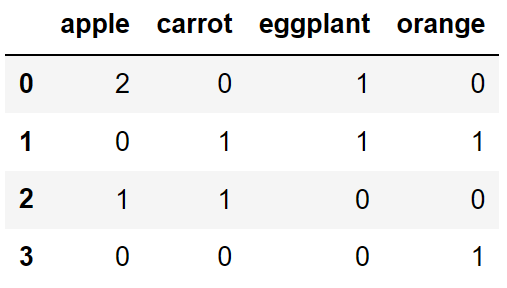 apple carrot eggplant orange
0 2 0 1 0
1 0 1 1 1
2 1 1 0 0
3 0 0 0 1